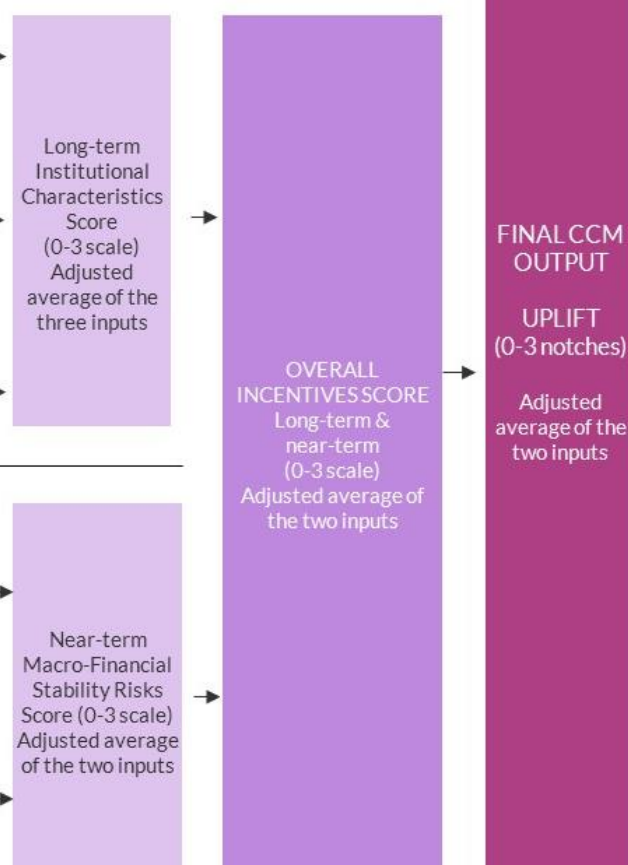 Long-term
Institutional
Characteristics
Score
(0-3 scale)
Adjusted
average of the
three inputs
OVERALL
INCENTIVES SCORE
Long-term &
near-term
(0-3 scale)
Adjusted average of
the two inputs
FINAL CCM
OUTPUT
UPLIFT
(0-3 notches)
Adjusted
average of the
two inputs
Near-term
Macro-Financial
Stability Risks
Score (0-3 scale)
Adjusted average
of the two inputs